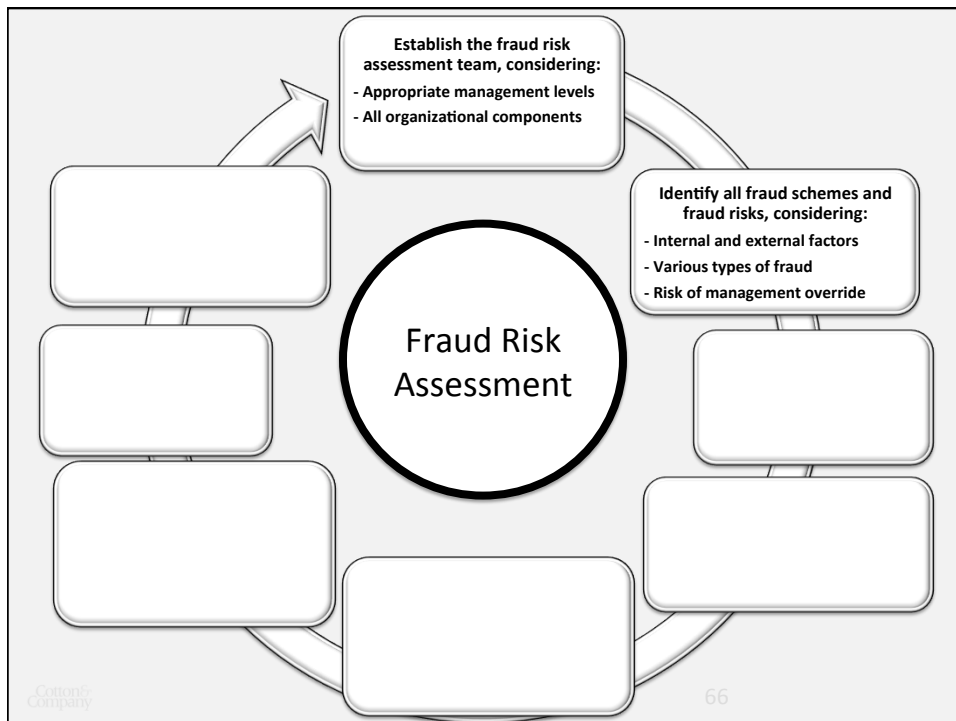 Establish the fraud risk
assessment team, considering:
- Appropriate management levels
- All organizational components
Identify all fraud schemes and
fraud risks, considering:
- Internal and external factors
- Various types of fraud
- Risk of management override
Fraud Risk
Assessment
Cotton&
Company
66